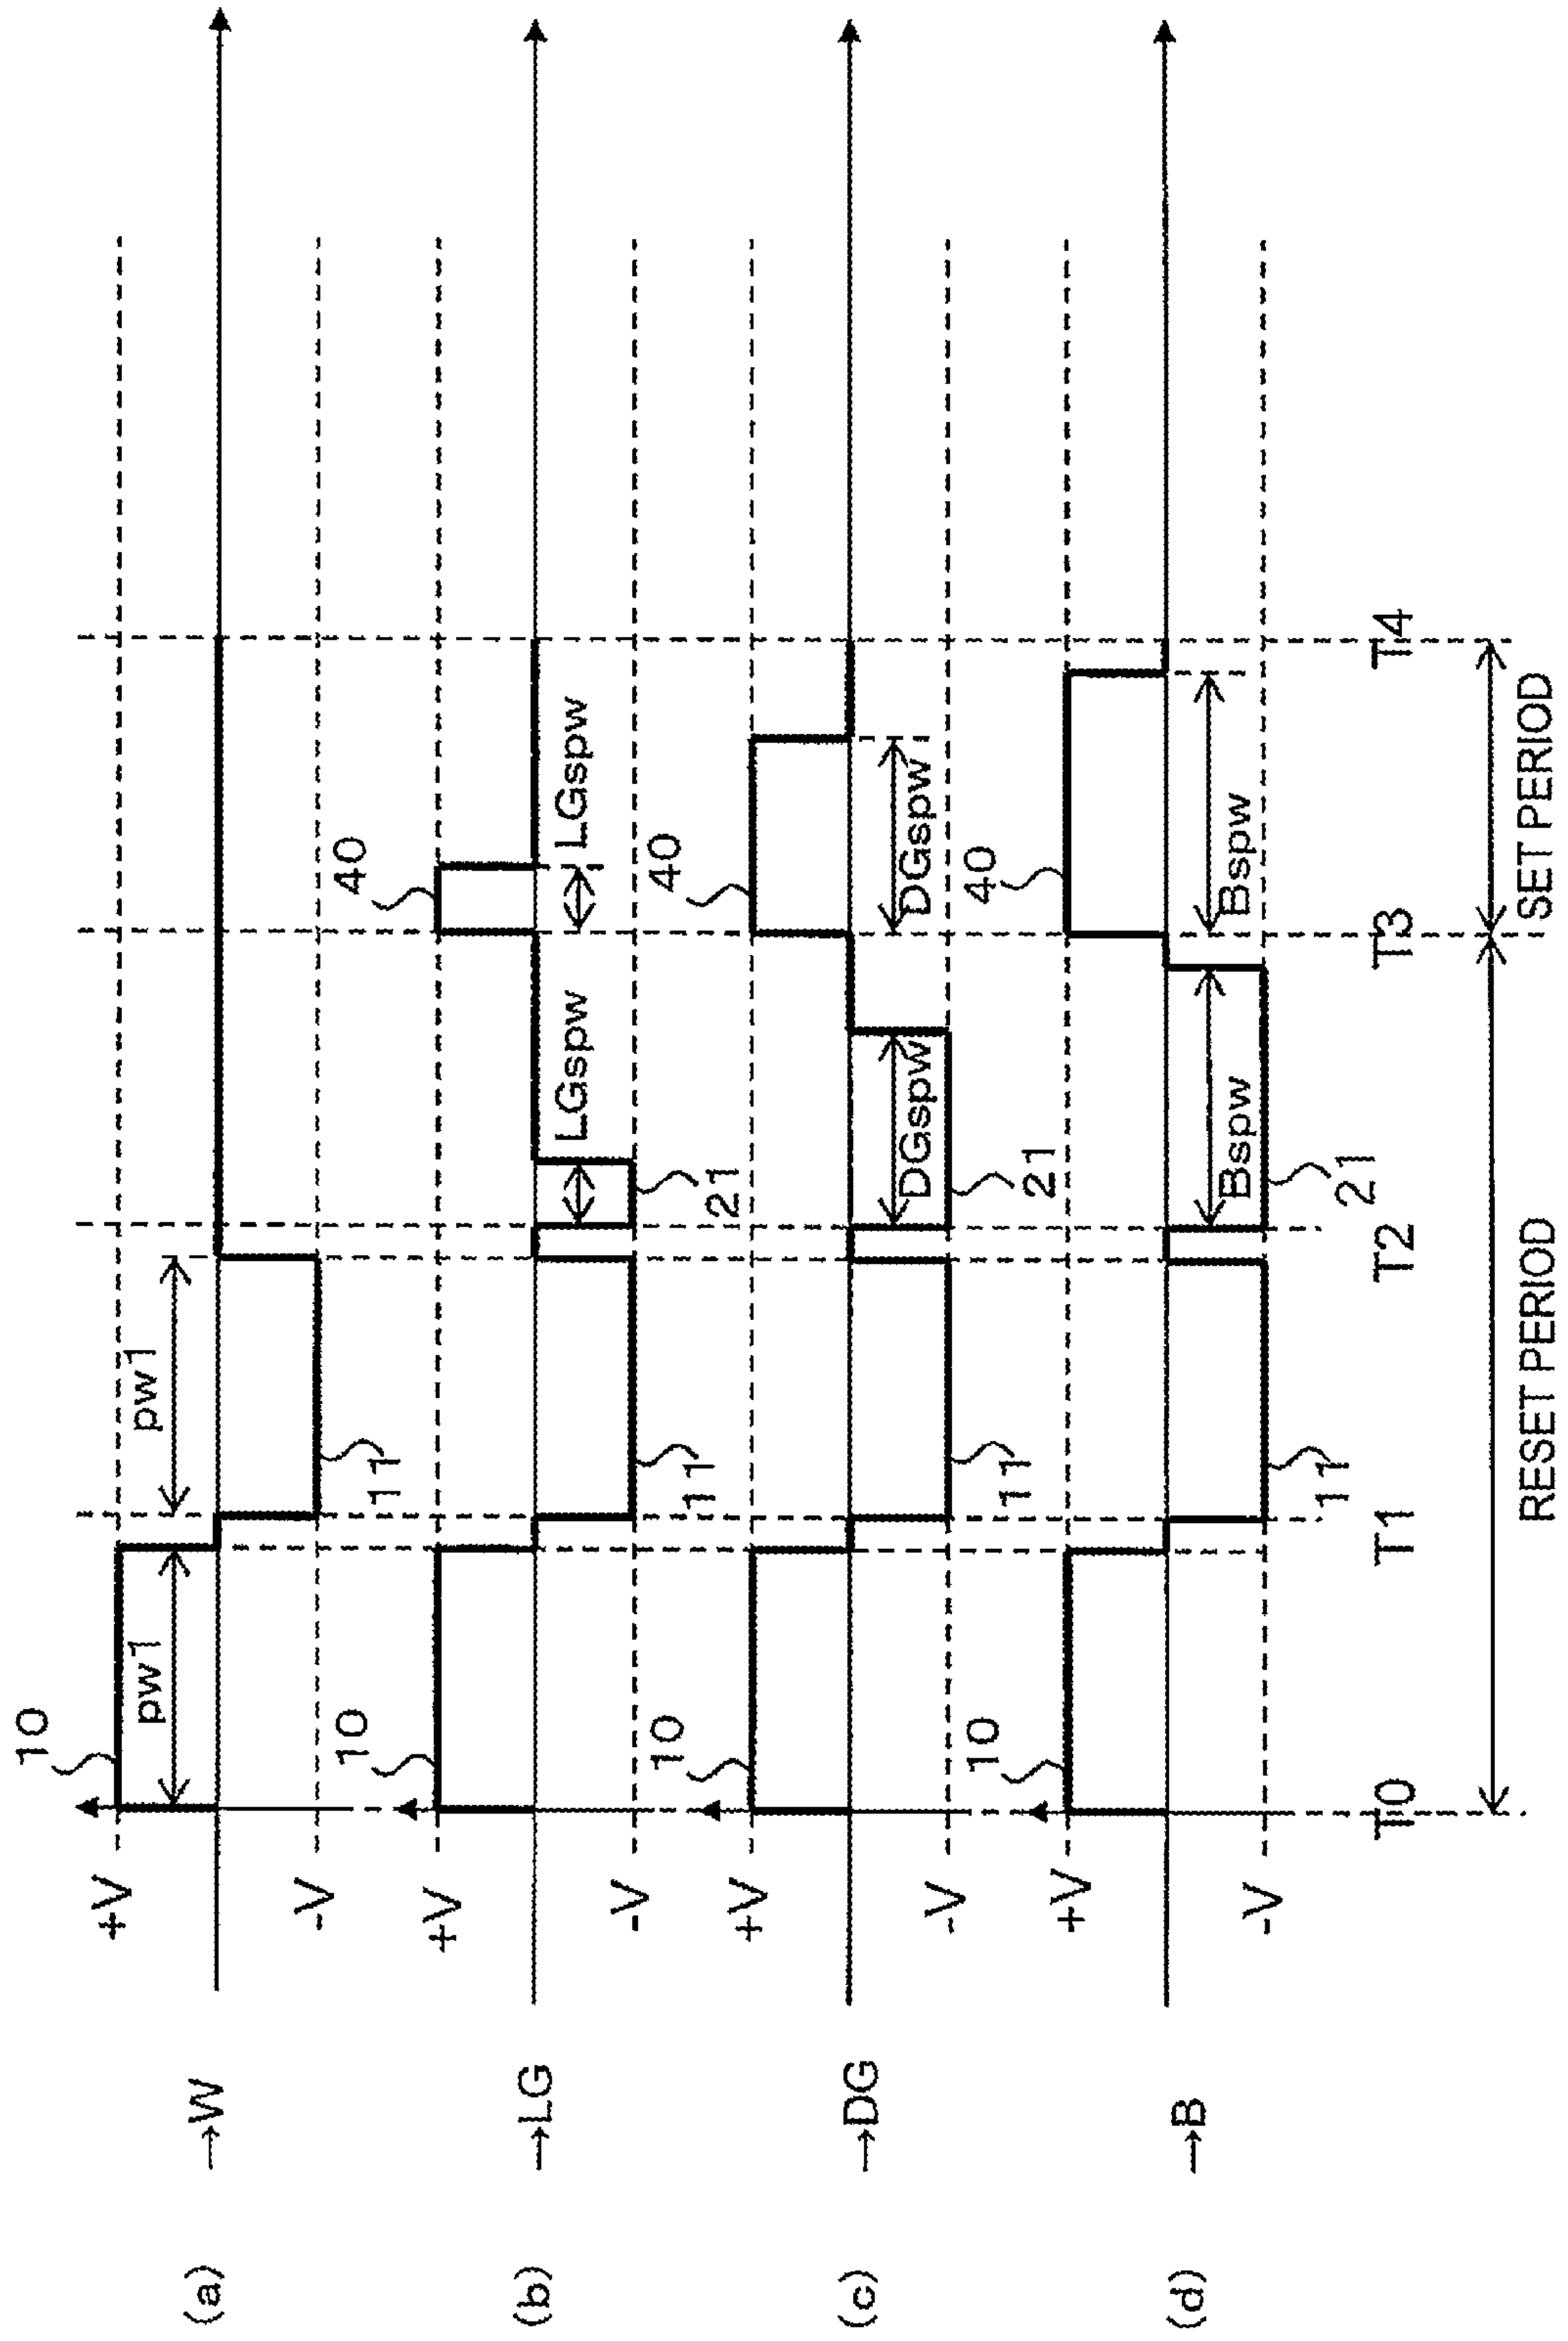 (a) →W
+V
-V
10
pw1
pw1
11
(b) →LG
+V
-V
10
11
21
LGspw
40
LGspw
(c) →DG
+V
-V
10
11
21
DGspw
40
DGspw
(d) →B
+V
-V
10
11
21
Bspw
40
Bspw
T0 T1 T2 T3 T4
RESET PERIOD SET PERIOD